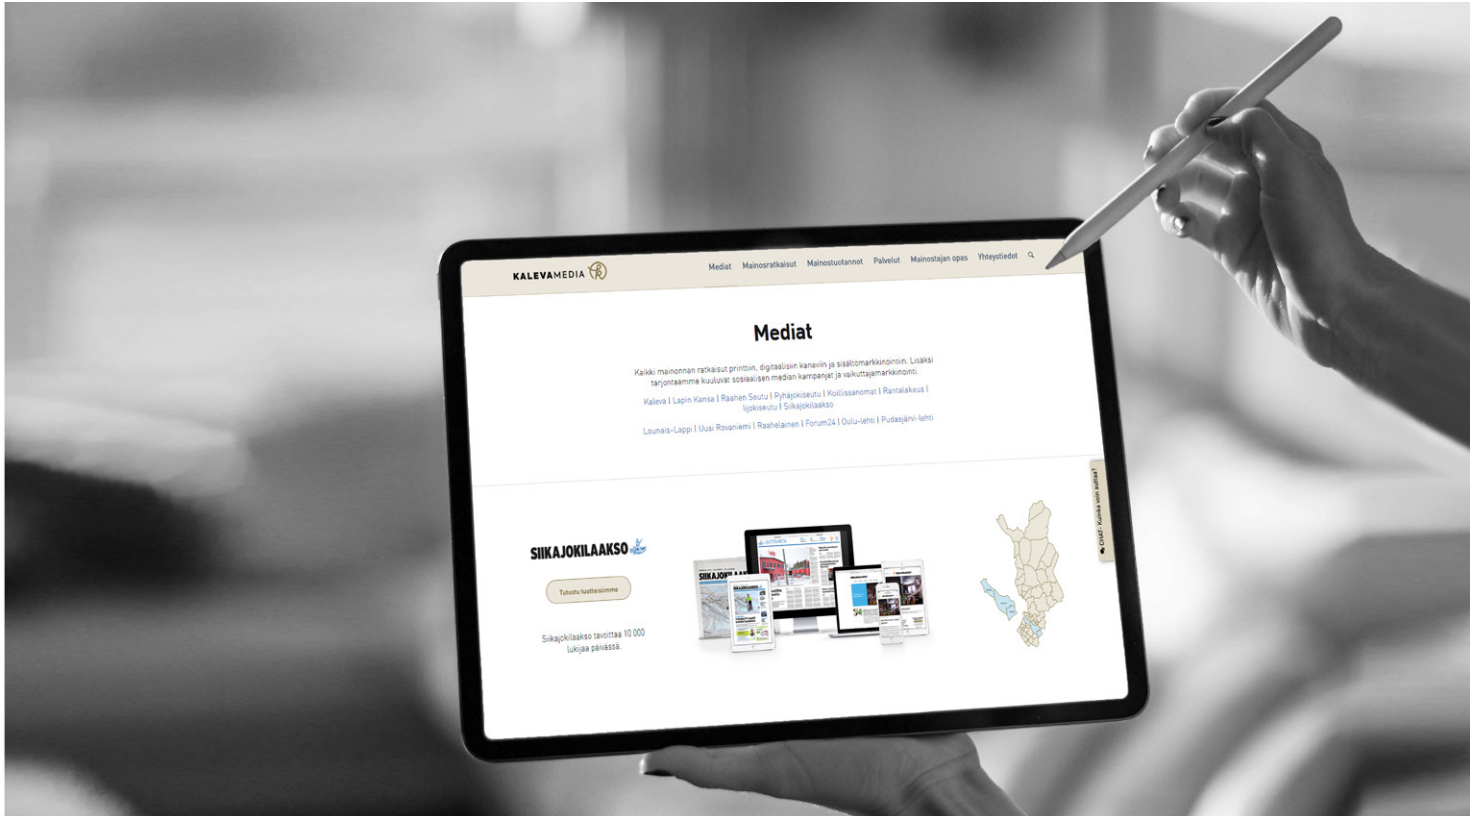 KALEVAMEDIA
Mediat Mainosratkaisut Mainostuotannot Palvelut Mainostajan opas Yhteystiedot
Mediat
Kaikki mainonnan ratkaisut printtiin, digitaalisiin kanaviin ja sisältömarkkinointiin. Lisäksi
tarjontaamme kuuluvat sosiaalisen median kampanjat ja vaikuttajamarkkinointi.
Kaleva | Lapin Kansa | Raahen Seutu | Pyhäjokiseutu | Koillissanomat | Rantalakeus |
Iijokiseutu | Siikajokilaakso
Lounais-Lappi | Uusi Rovaniemi | Raahelainen | Forum24 | Oulu-lehti | Pudasjärvi-lehti
SIIKAJOKILAAKSO
Tutustu tuotteisiimme
Siikajokilaakso tavoittaa 10 000
lukijaa päivässä.
CHAT- Kuinka voin auttaa?